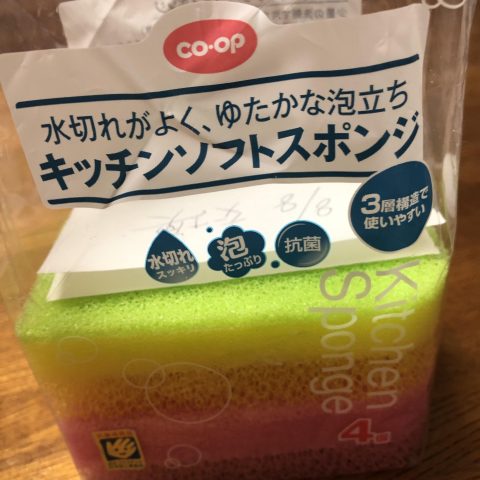 co·op
水切れがよく、ゆたかな泡立ち
キッチンソフトスポンジ
8/8
3層構造で
使いやすい
水切れ
スッキリ
泡
たっぷり
抗菌
Kitchen
Sponge
4個